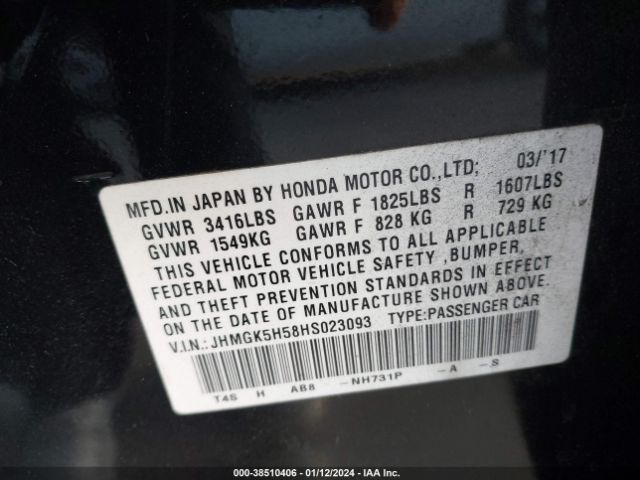 MFD.IN JAPAN BY HONDA MOTOR CO.,LTD; 03/'17
GVWR 3416LBS GAWR F 1825LBS R 1607LBS
GVWR 1549KG GAWR F 828 KG R 729 KG
THIS VEHICLE CONFORMS TO ALL APPLICABLE
FEDERAL MOTOR VEHICLE SAFETY ,BUMPER,
AND THEFT PREVENTION STANDARDS IN EFFECT
ON THE DATE OF MANUFACTURE SHOWN ABOVE.
V.I.N.:JHMGK5H58HS023093 TYPE:PASSENGER CAR
T4S H AB8 -NH731P -A -S
000-38510406 - 01/12/2024 - IAA Inc.